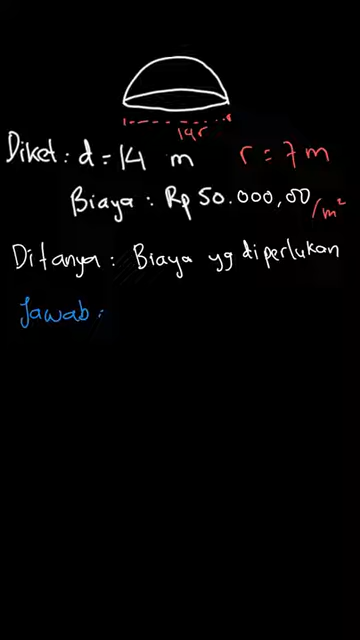 14 m
Diket : d = 14 m r = 7 m
Biaya : Rp 50.000,00 /m²
Ditanya : Biaya yg diperlukan
Jawab :